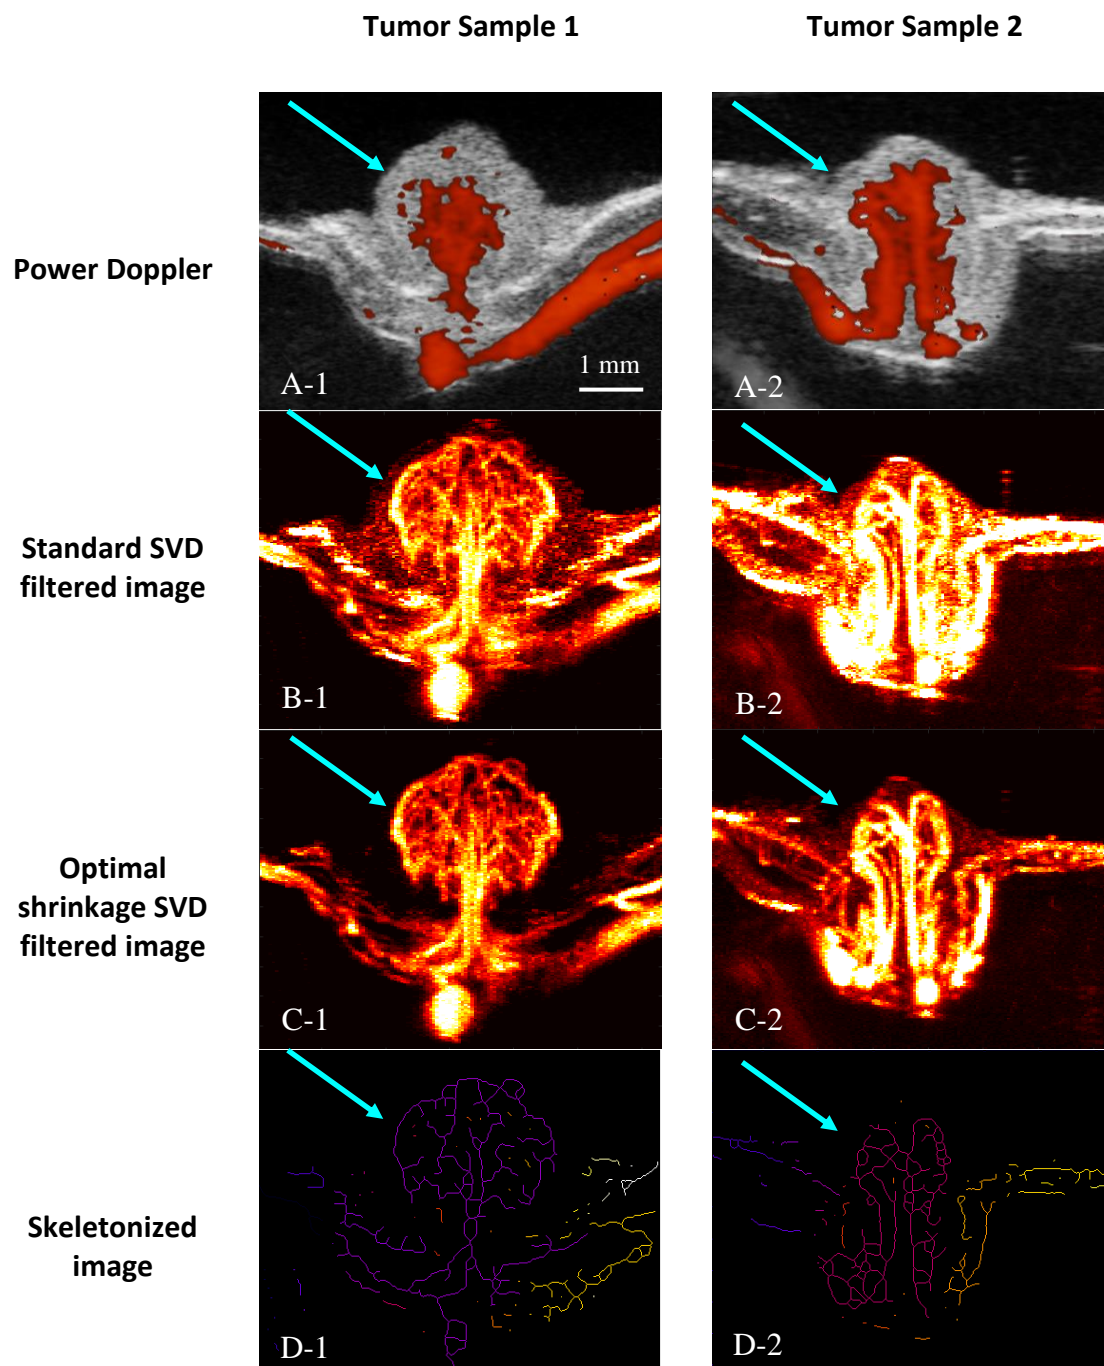 Tumor Sample 1
Tumor Sample 2
Power Doppler
A-1
1 mm
A-2
Standard SVD
filtered image
B-1
B-2
Optimal
shrinkage SVD
filtered image
C-1
C-2
Skeletonized
image
D-1
D-2